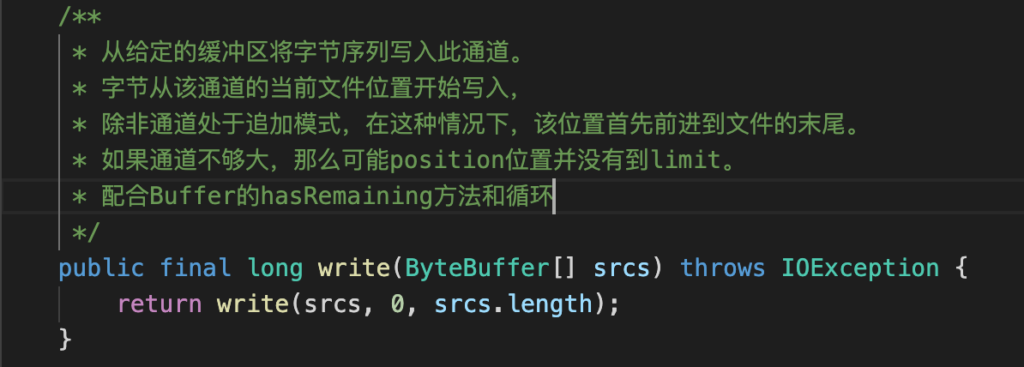 /**
 * 从给定的缓冲区将字节序列写入此通道。
 * 字节从该通道的当前文件位置开始写入，
 * 除非通道处于追加模式，在这种情况下，该位置首先前进到文件的末尾。
 * 如果通道不够大，那么可能position位置并没有到limit。
 * 配合Buffer的hasRemaining方法和循环
 */
public final long write(ByteBuffer[] srcs) throws IOException {
    return write(srcs, 0, srcs.length);
}